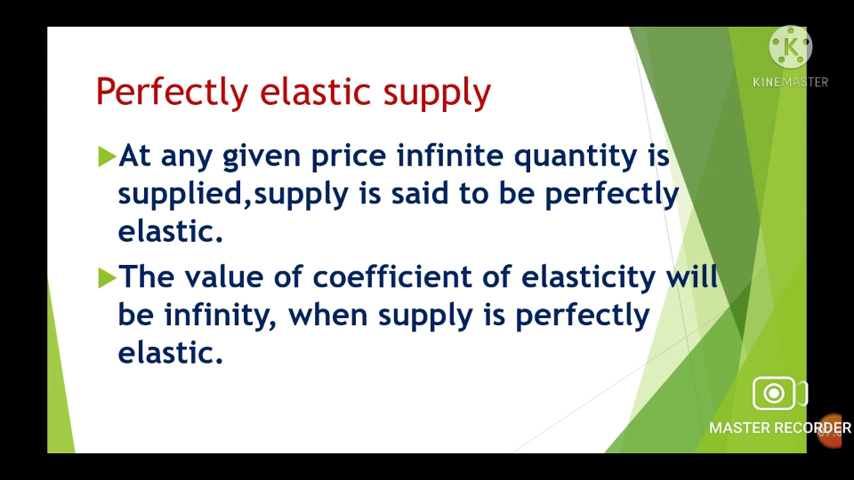 K
KINEMASTER
Perfectly elastic supply
At any given price infinite quantity is
supplied,supply is said to be perfectly
elastic.
The value of coefficient of elasticity will
be infinity, when supply is perfectly
elastic.
MASTER RECORDER